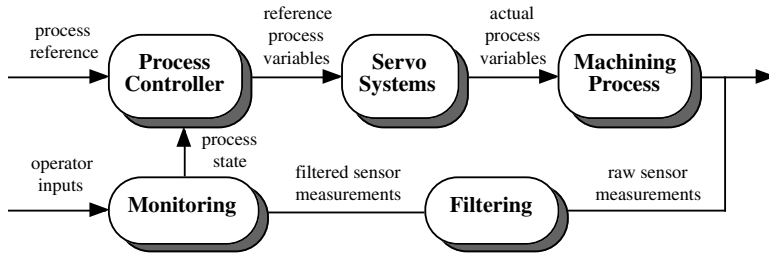 process
reference
Process
Controller
reference
process
variables
Servo
Systems
actual
process
variables
Machining
Process
process
state
operator
inputs
Monitoring
filtered sensor
measurements
Filtering
raw sensor
measurements